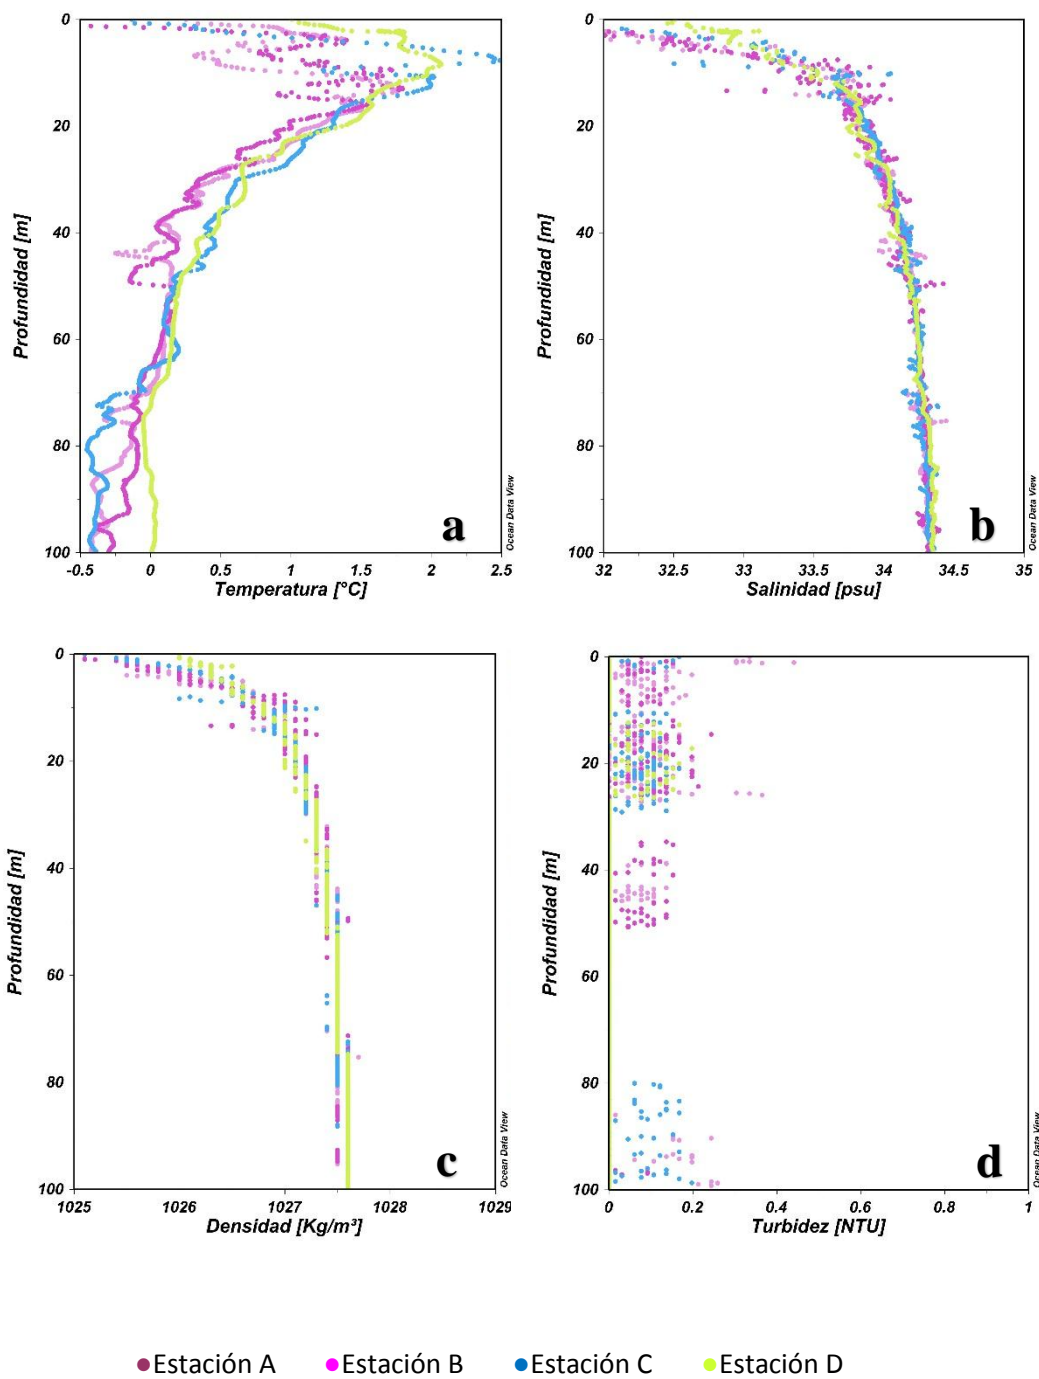 0
20
40
60
80
100
Profundidad [m]
-0.5 0 0.5 1 1.5 2 2.5
Temperatura [°C]
Ocean Data View
a
0
20
40
60
80
100
Profundidad [m]
32 32.5 33 33.5 34 34.5 35
Salinidad [psu]
Ocean Data View
b
0
20
40
60
80
100
Profundidad [m]
1025 1026 1027 1028 1029
Densidad [Kg/m³]
Ocean Data View
c
0
20
40
60
80
100
Profundidad [m]
0 0.2 0.4 0.6 0.8 1
Turbidez [NTU]
Ocean Data View
d
Estación A Estación B Estación C Estación D